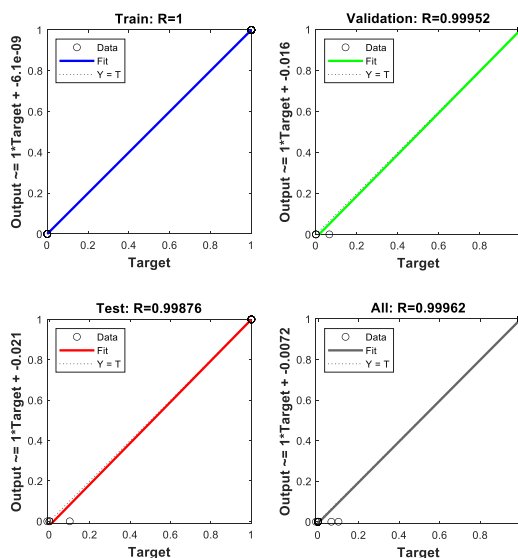 Train: R=1
Output ~= 1*Target + -6.1e-09
1
0.8
0.6
0.4
0.2
0
Data
Fit
Y = T
0 0.2 0.4 0.6 0.8 1
Target
Validation: R=0.99952
Output ~= 1*Target + -0.016
1
0.8
0.6
0.4
0.2
0
Data
Fit
Y = T
0 0.2 0.4 0.6 0.8
Target
Test: R=0.99876
Output ~= 1*Target + -0.021
1
0.8
0.6
0.4
0.2
0
Data
Fit
Y = T
0 0.2 0.4 0.6 0.8 1
Target
All: R=0.99962
Output ~= 1*Target + -0.0072
1
0.8
0.6
0.4
0.2
0
Data
Fit
Y = T
0 0.2 0.4 0.6 0.8
Target